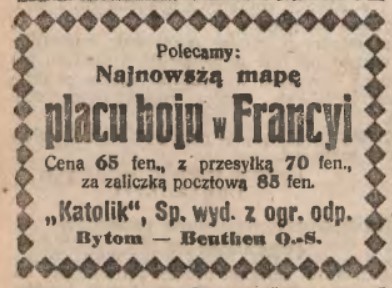 Polecamy:
Najnowszą mapę
placu boju w Francyi
Cena 65 fen., z przesyłką 70 fen.,
za zaliczką pocztową 85 fen.
„Katolik“, Sp. wyd. z ogr. odp.
Bytom — Beuthen O.-S.